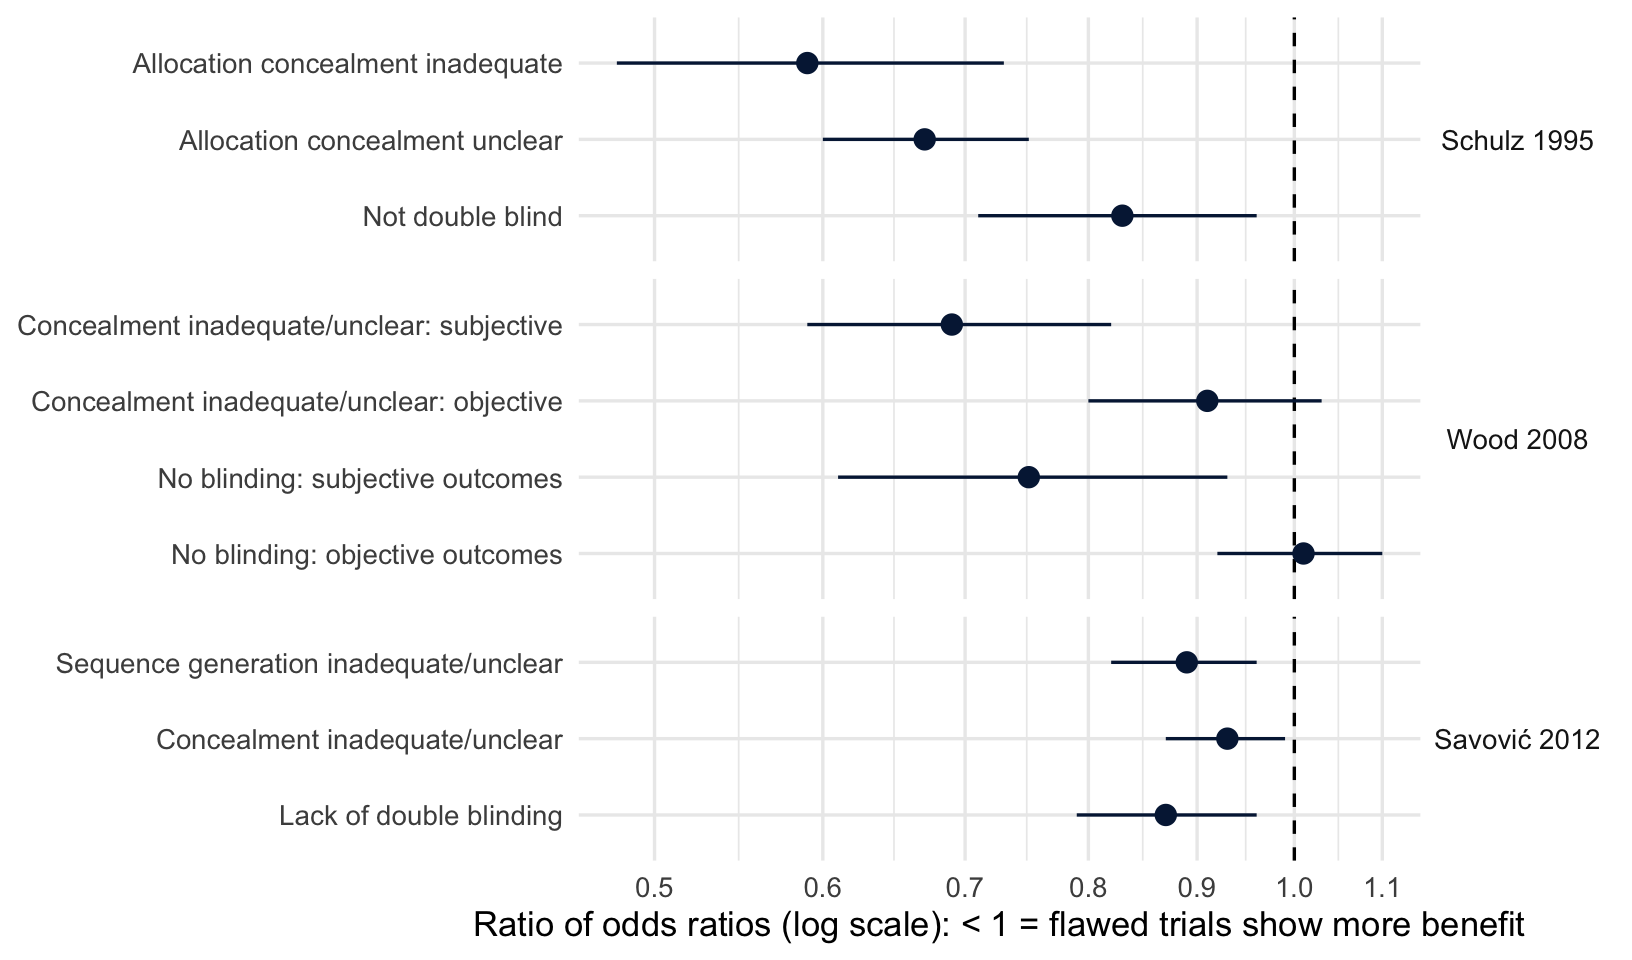 Allocation concealment inadequate
Allocation concealment unclear
Not double blind
Schulz 1995
Concealment inadequate/unclear: subjective
Concealment inadequate/unclear: objective
No blinding: subjective outcomes
No blinding: objective outcomes
Wood 2008
Sequence generation inadequate/unclear
Concealment inadequate/unclear
Lack of double blinding
Savović 2012
0.5 0.6 0.7 0.8 0.9 1.0 1.1
Ratio of odds ratios (log scale): < 1 = flawed trials show more benefit